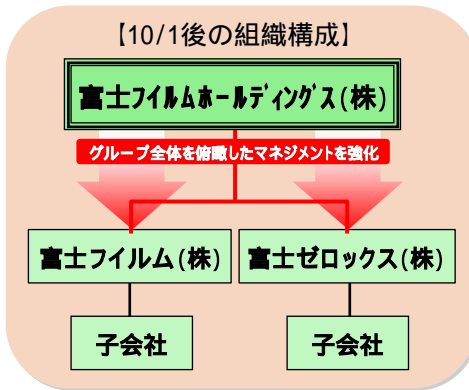 【10/1後の組織構成】
富士フイルムホールディングス(株)
グループ全体を俯瞰したマネジメントを強化
富士フイルム(株) 富士ゼロックス(株)
子会社 子会社